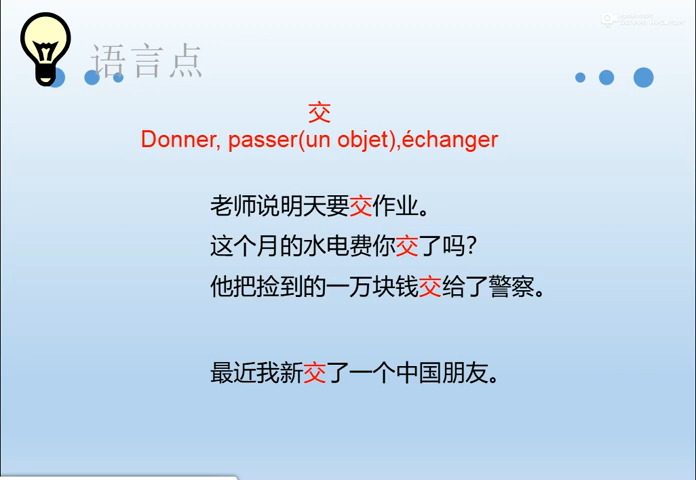 语言点
交
Donner, passer(un objet),échanger
老师说明天要交作业。
这个月的水电费你交了吗?
他把捡到的一万块钱交给了警察。
最近我新交了一个中国朋友。